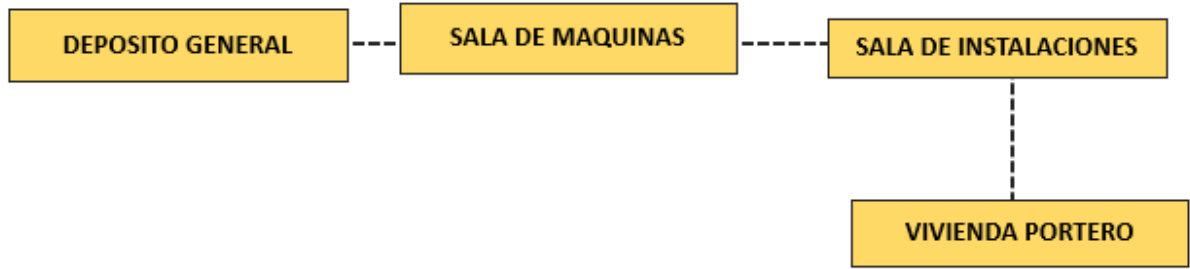 DEPOSITO GENERAL
SALA DE MAQUINAS
SALA DE INSTALACIONES
VIVIENDA PORTERO